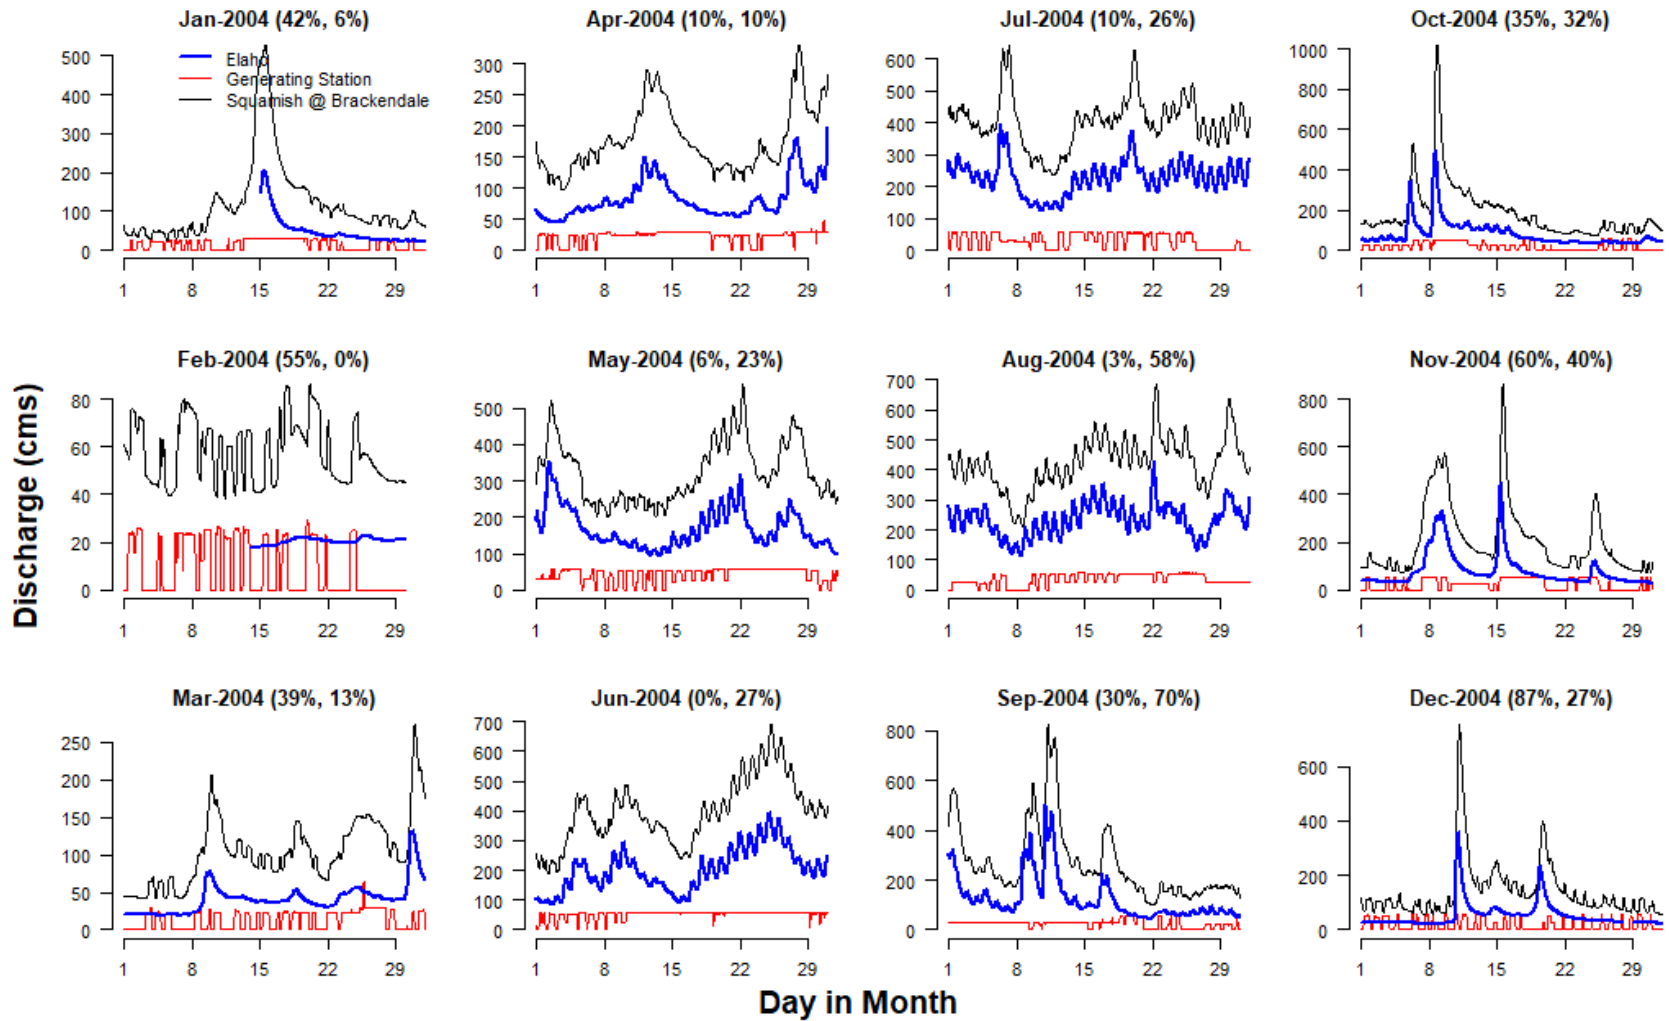 Jan-2004 (42%, 6%)
500
400
300
200
100
0
Elaho
Generating Station
Squamish @ Brackendale
1 8 15 22 29
Apr-2004 (10%, 10%)
300
250
200
150
100
50
0
1 8 15 22 29
Jul-2004 (10%, 26%)
600
500
400
300
200
100
0
1 8 15 22 29
Oct-2004 (35%, 32%)
1000
800
600
400
200
0
1 8 15 22 29
Feb-2004 (55%, 0%)
80
60
40
20
0
1 8 15 22 29
May-2004 (6%, 23%)
500
400
300
200
100
0
1 8 15 22 29
Aug-2004 (3%, 58%)
700
600
500
400
300
200
100
0
1 8 15 22 29
Nov-2004 (60%, 40%)
800
600
400
200
0
1 8 15 22 29
Mar-2004 (39%, 13%)
250
200
150
100
50
0
1 8 15 22 29
Jun-2004 (0%, 27%)
700
600
500
400
300
200
100
0
1 8 15 22 29
Sep-2004 (30%, 70%)
800
600
400
200
0
1 8 15 22 29
Dec-2004 (87%, 27%)
600
400
200
0
1 8 15 22 29
Discharge (cms)
Day in Month